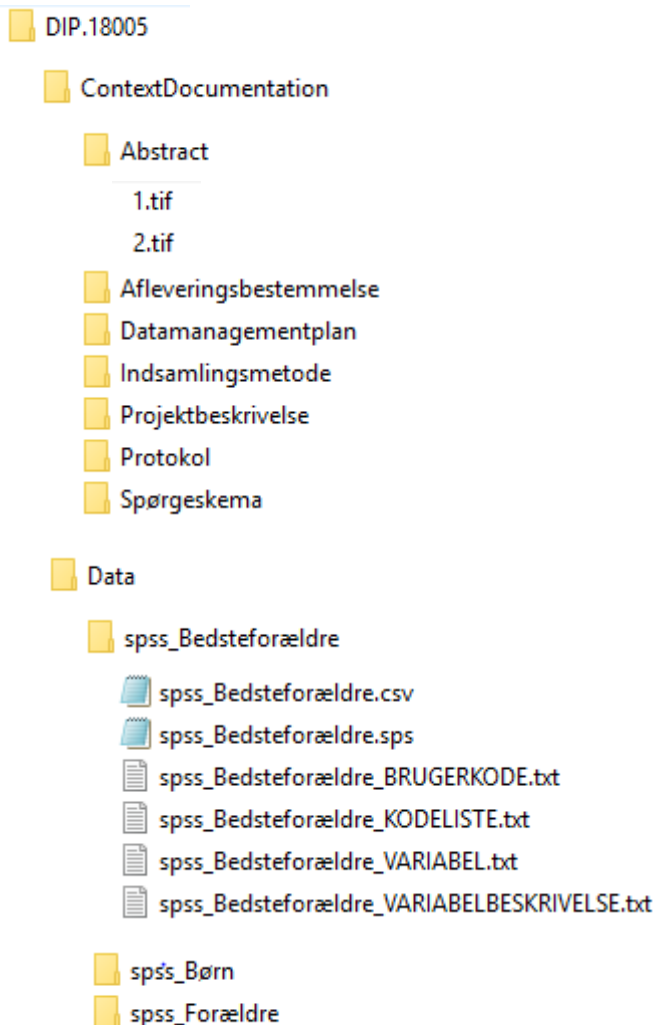 DIP.18005
ContextDocumentation
Abstract
1.tif
2.tif
Afleveringsbestemmelse
Datamanagementplan
Indsamlingsmetode
Projektbeskrivelse
Protokol
Spørgeskema
Data
spss_Bedsteforældre
spss_Bedsteforældre.csv
spss_Bedsteforældre.sps
spss_Bedsteforældre_BRUGERKODE.txt
spss_Bedsteforældre_KODELISTE.txt
spss_Bedsteforældre_VARIABEL.txt
spss_Bedsteforældre_VARIABELBESKRIVELSE.txt
spss_Børn
spss_Forældre